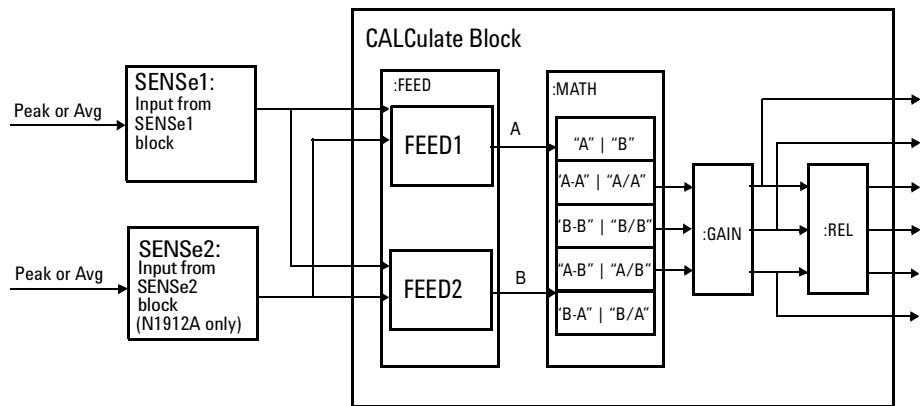 CALCulate Block
SENSe1:
Input from
SENSe1
block
Peak or Avg
:FEED
FEED1
A
:MATH
“A” | “B”
“A-A” | “A/A”
“B-B” | “B/B”
“A-B” | “A/B”
“B-A” | “B/A”
:GAIN
:REL
SENSe2:
Input from
SENSe2
block
(N1912A only)
Peak or Avg
FEED2
B